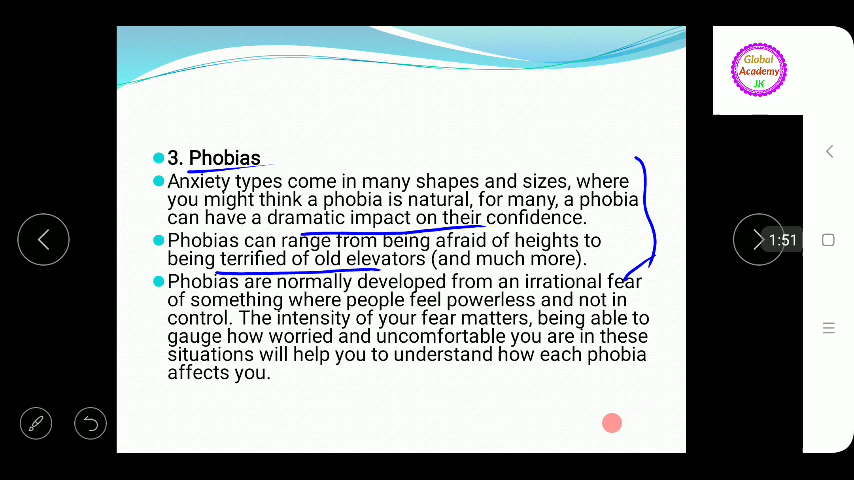 Global
Academy
JK
3. Phobias
Anxiety types come in many shapes and sizes, where
you might think a phobia is natural, for many, a phobia
can have a dramatic impact on their confidence.
Phobias can range from being afraid of heights to
being terrified of old elevators (and much more).
Phobias are normally developed from an irrational fear
of something where people feel powerless and not in
control. The intensity of your fear matters, being able to
gauge how worried and uncomfortable you are in these
situations will help you to understand how each phobia
affects you.
1:51